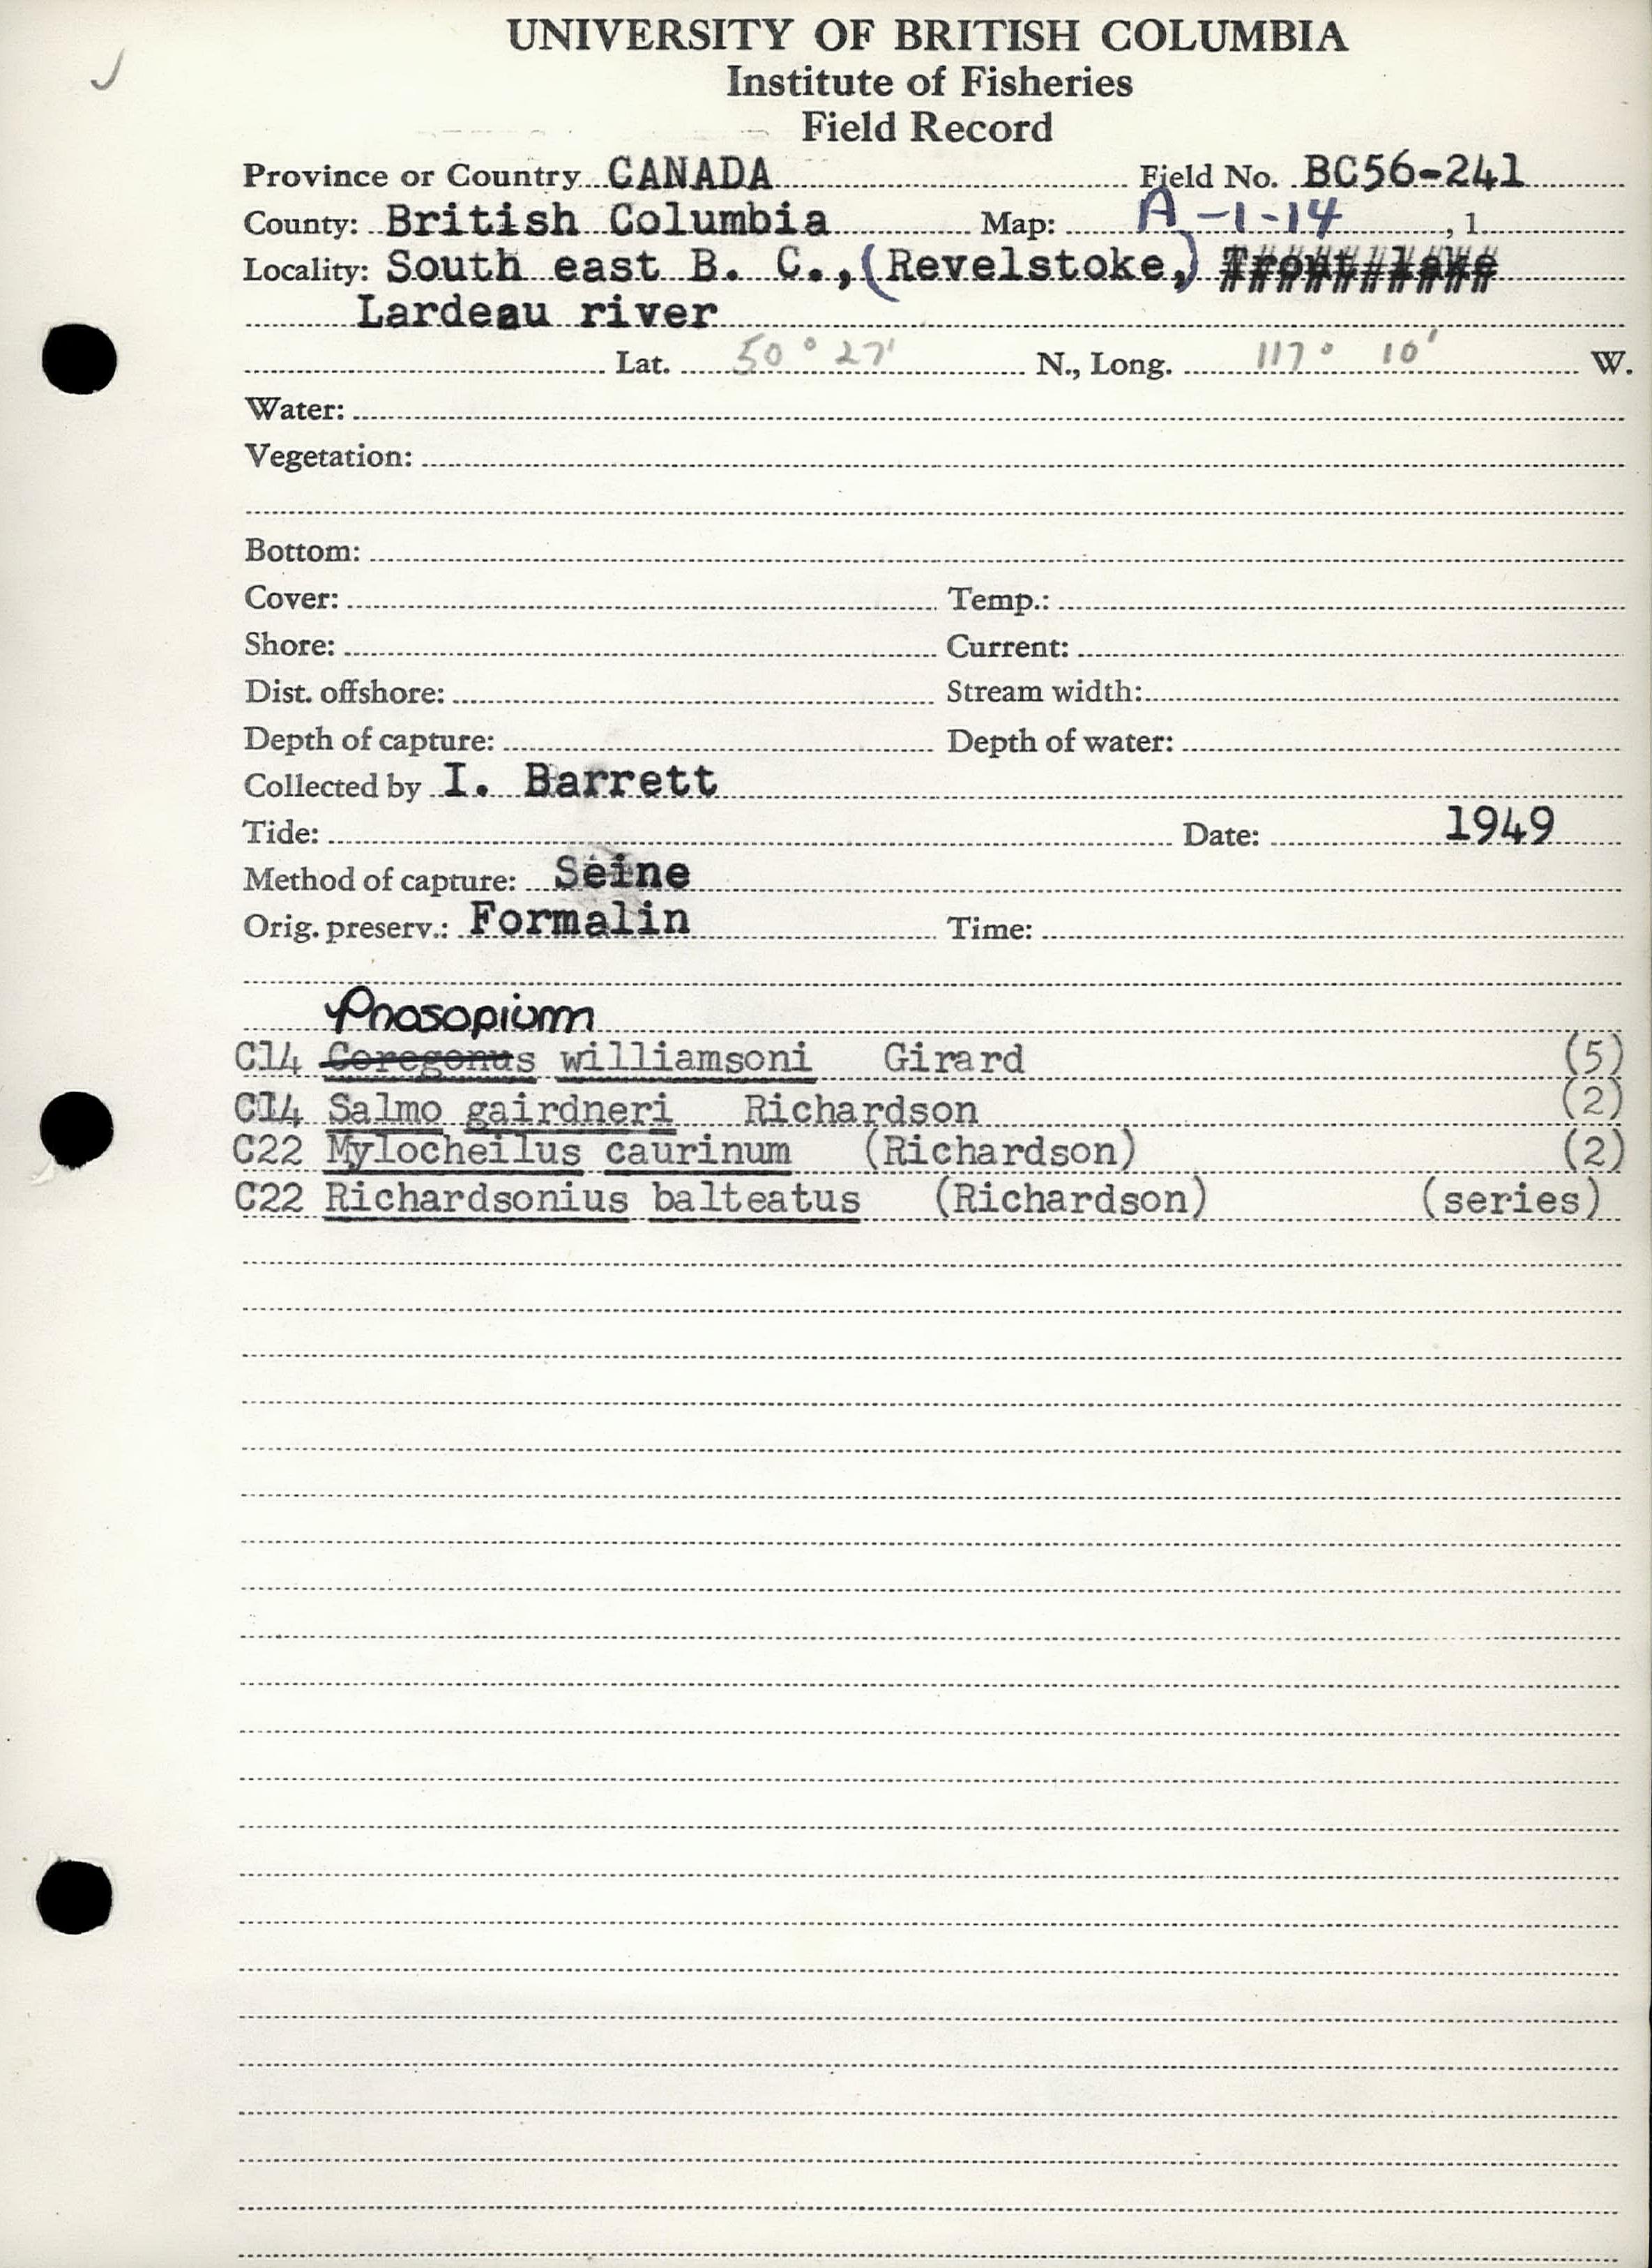 UNIVERSITY OF BRITISH COLUMBIA
Institute of Fisheries
Field Record
Province or Country CANADA Field No. BC56-241
County: British Columbia Map: A-1-14, 1.
Locality: South east B. C., (Revelstoke,) Trout lake
Lardeau river
Lat. 50° 27' N., Long. 117° 10' W.
Water:
Vegetation:
Bottom:
Cover: Temp.:
Shore: Current:
Dist. offshore: Stream width:
Depth of capture: Depth of water:
Collected by I. Barrett
Tide: Date: 1949
Method of capture: Seine
Orig. preserv.: Formalin Time:
Prosopium
C14 Coregonus williamsoni Girard (5)
C14 Salmo gairdneri Richardson (2)
C22 Mylocheilus caurinum (Richardson) (2)
C22 Richardsonius balteatus (Richardson) (series)